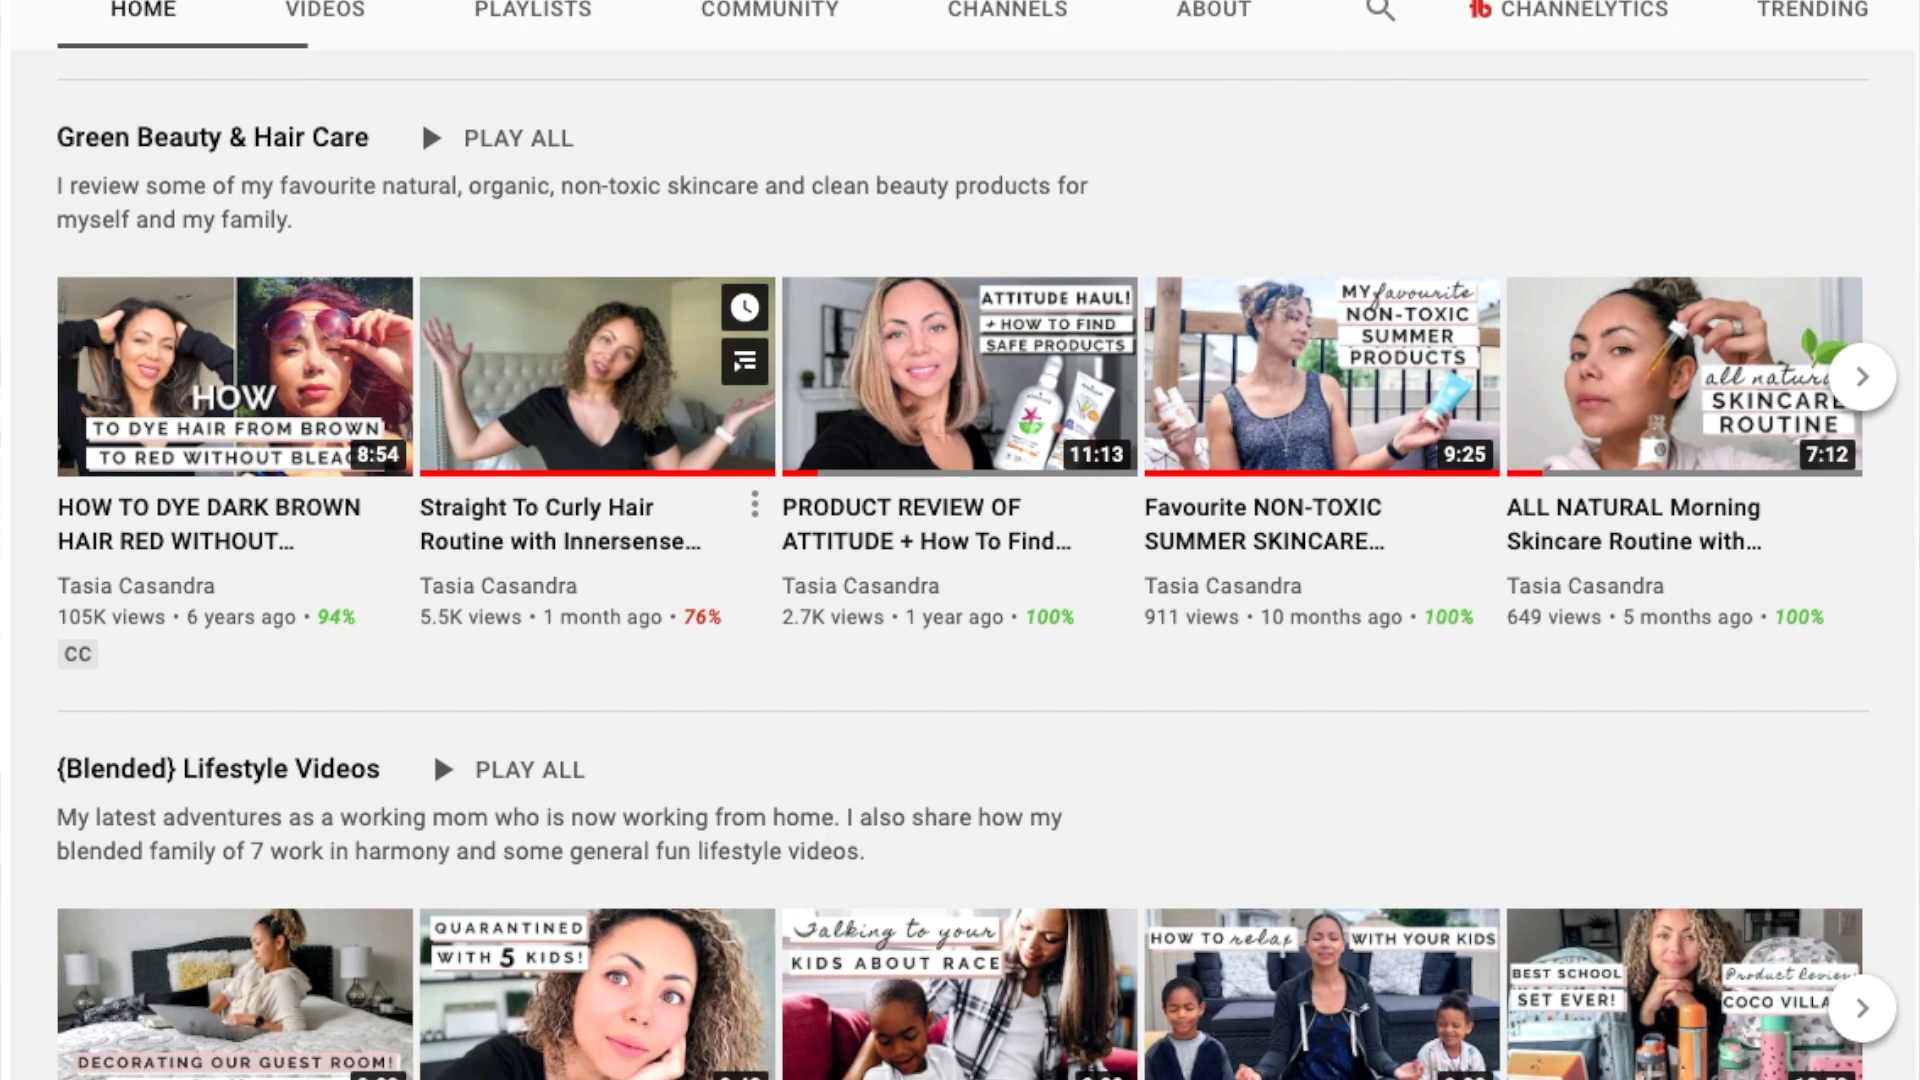 HOME VIDEOS PLAYLISTS COMMUNITY CHANNELS ABOUT CHANNELYTICS TRENDING
Green Beauty & Hair Care PLAY ALL
I review some of my favourite natural, organic, non-toxic skincare and clean beauty products for
myself and my family.
HOW
TO DYE HAIR FROM BROWN
TO RED WITHOUT
8:54
ATTITUDE HAUL!
+ HOW TO FIND
SAFE PRODUCTS
11:13
MY favourite
NON-TOXIC
SUMMER
PRODUCTS
9:25
all
SKINCARE
ROUTINE
7:12
HOW TO DYE DARK BROWN
HAIR RED WITHOUT...
Tasia Casandra
105K views • 6 years ago • 94%
CC
Straight To Curly Hair
Routine with Innersense...
Tasia Casandra
5.5K views • 1 month ago • 76%
PRODUCT REVIEW OF
ATTITUDE + How To Find...
Tasia Casandra
2.7K views • 1 year ago • 100%
Favourite NON-TOXIC
SUMMER SKINCARE...
Tasia Casandra
911 views • 10 months ago • 100%
ALL NATURAL Morning
Skincare Routine with...
Tasia Casandra
649 views • 5 months ago • 100%
{Blended} Lifestyle Videos PLAY ALL
My latest adventures as a working mom who is now working from home. I also share how my
blended family of 7 work in harmony and some general fun lifestyle videos.
DECORATING OUR GUEST ROOM!
QUARANTINED
WITH 5 KIDS!
Talking to your
KIDS ABOUT RACE
HOW TO relax WITH YOUR KIDS
BEST SCHOOL
SET EVER!
Product Review
COCO